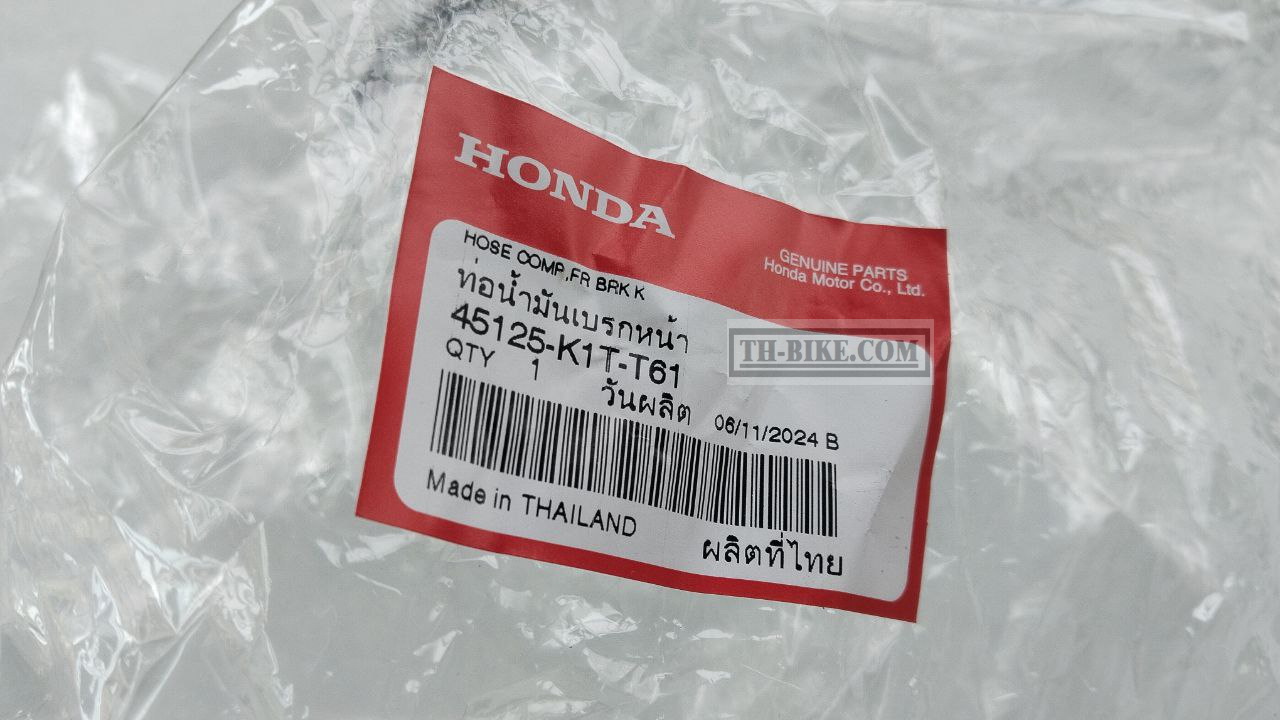 HONDA
GENUINE PARTS
Honda Motor Co., Ltd.
HOSE COMP,FR BRK K
ท่อน้ำมันเบรกหน้า
45125-K1T-T61
QTY 1
วันผลิต 06/11/2024 B
Made in THAILAND
ผลิตที่ไทย
TH-BIKE.COM